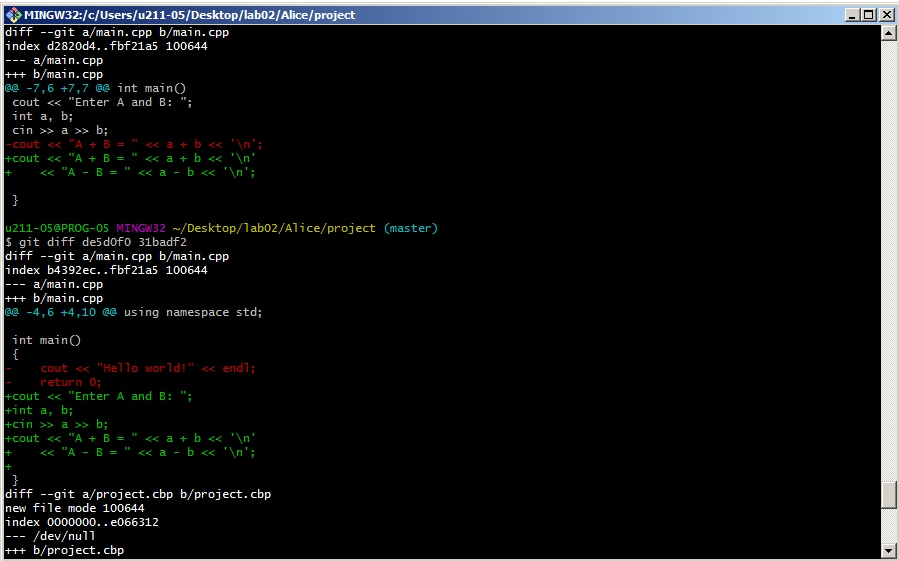 MINGW32:/c/Users/u211-05/Desktop/lab02/Alice/project
diff --git a/main.cpp b/main.cpp
index d2820d4..fbf21a5 100644
--- a/main.cpp
+++ b/main.cpp
@@ -7,6 +7,7 @@ int main()
 cout << "Enter A and B: ";
 int a, b;
 cin >> a >> b;
-cout << "A + B = " << a + b << '\n';
+cout << "A + B = " << a + b << '\n'
+    << "A - B = " << a - b << '\n';
 }
u211-05@PROG-05 MINGW32 ~/Desktop/lab02/Alice/project (master)
$ git diff de5d0f0 31badf2
diff --git a/main.cpp b/main.cpp
index b4392ec..fbf21a5 100644
--- a/main.cpp
+++ b/main.cpp
@@ -4,6 +4,10 @@ using namespace std;
 int main()
 {
-    cout << "Hello world!" << endl;
-    return 0;
+cout << "Enter A and B: ";
+int a, b;
+cin >> a >> b;
+cout << "A + B = " << a + b << '\n'
+    << "A - B = " << a - b << '\n';
+
 }
diff --git a/project.cbp b/project.cbp
new file mode 100644
index 0000000..e066312
--- /dev/null
+++ b/project.cbp